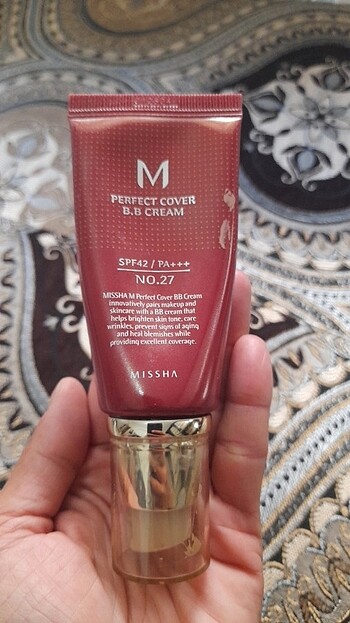 M
PERFECT COVER
B.B CREAM
SPF42 / PA+++
NO.27
MISSHA M Perfect Cover BB Cream
innovatively pairs makeup and
skincare with a BB cream that
helps brighten skin tone, care
wrinkles, prevent signs of aging
and heal blemishes while
providing excellent coverage.
MISSHA